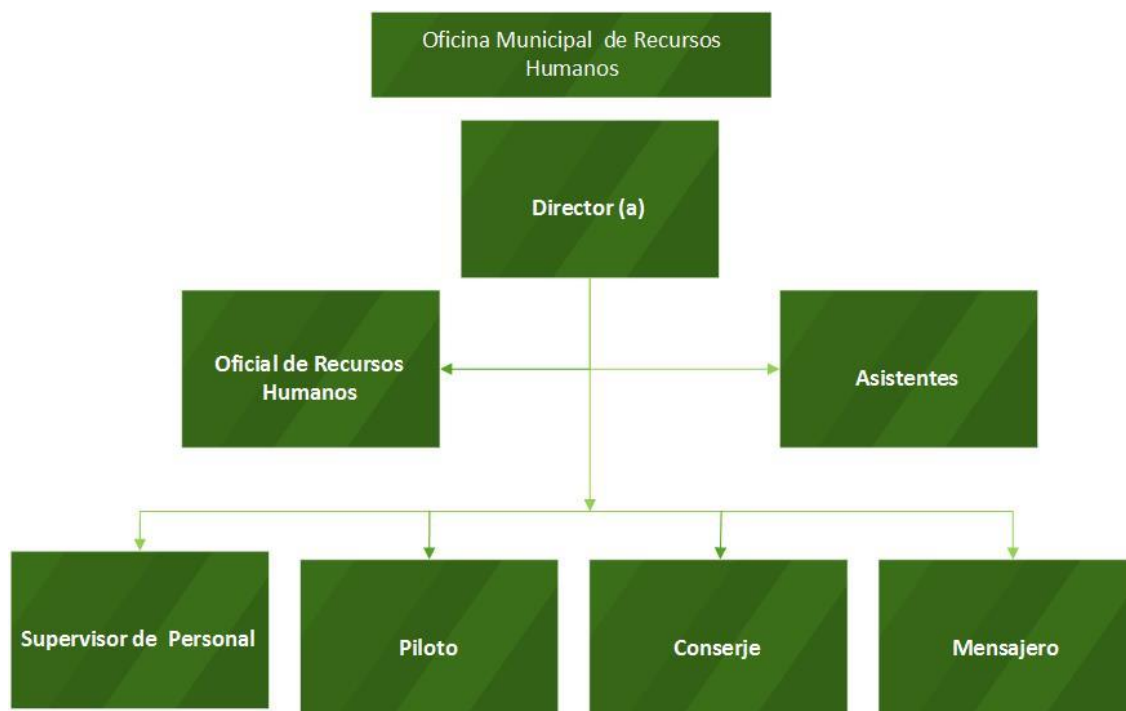 Oficina Municipal de Recursos
Humanos
Director (a)
Oficial de Recursos
Humanos
Asistentes
Supervisor de Personal
Piloto
Conserje
Mensajero